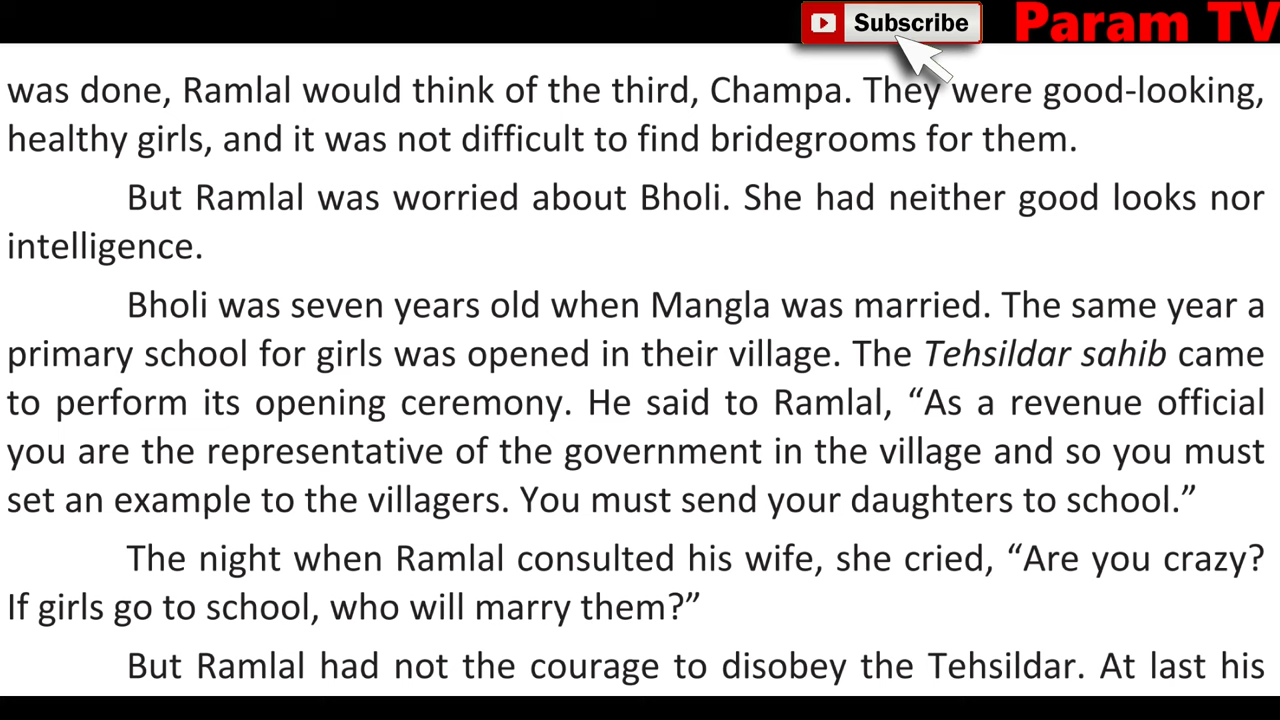 Subscribe Param TV
was done, Ramlal would think of the third, Champa. They were good-looking,
healthy girls, and it was not difficult to find bridegrooms for them.
But Ramlal was worried about Bholi. She had neither good looks nor
intelligence.
Bholi was seven years old when Mangla was married. The same year a
primary school for girls was opened in their village. The Tehsildar sahib came
to perform its opening ceremony. He said to Ramlal, “As a revenue official
you are the representative of the government in the village and so you must
set an example to the villagers. You must send your daughters to school.”
The night when Ramlal consulted his wife, she cried, “Are you crazy?
If girls go to school, who will marry them?”
But Ramlal had not the courage to disobey the Tehsildar. At last his